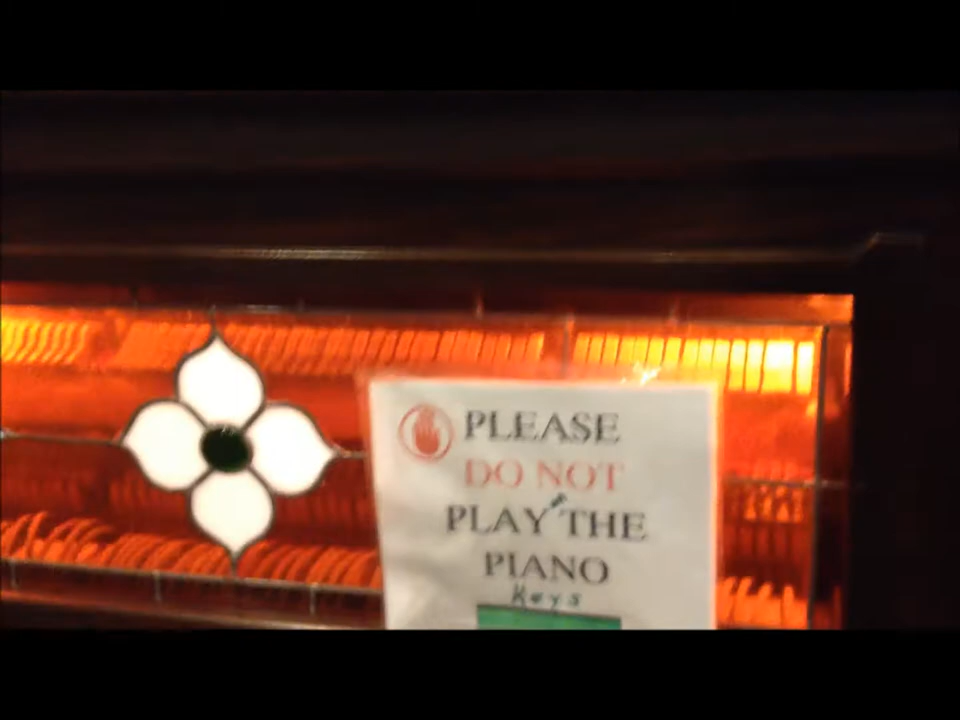 PLEASE
DO NOT
PLAY THE
PIANO
Keys